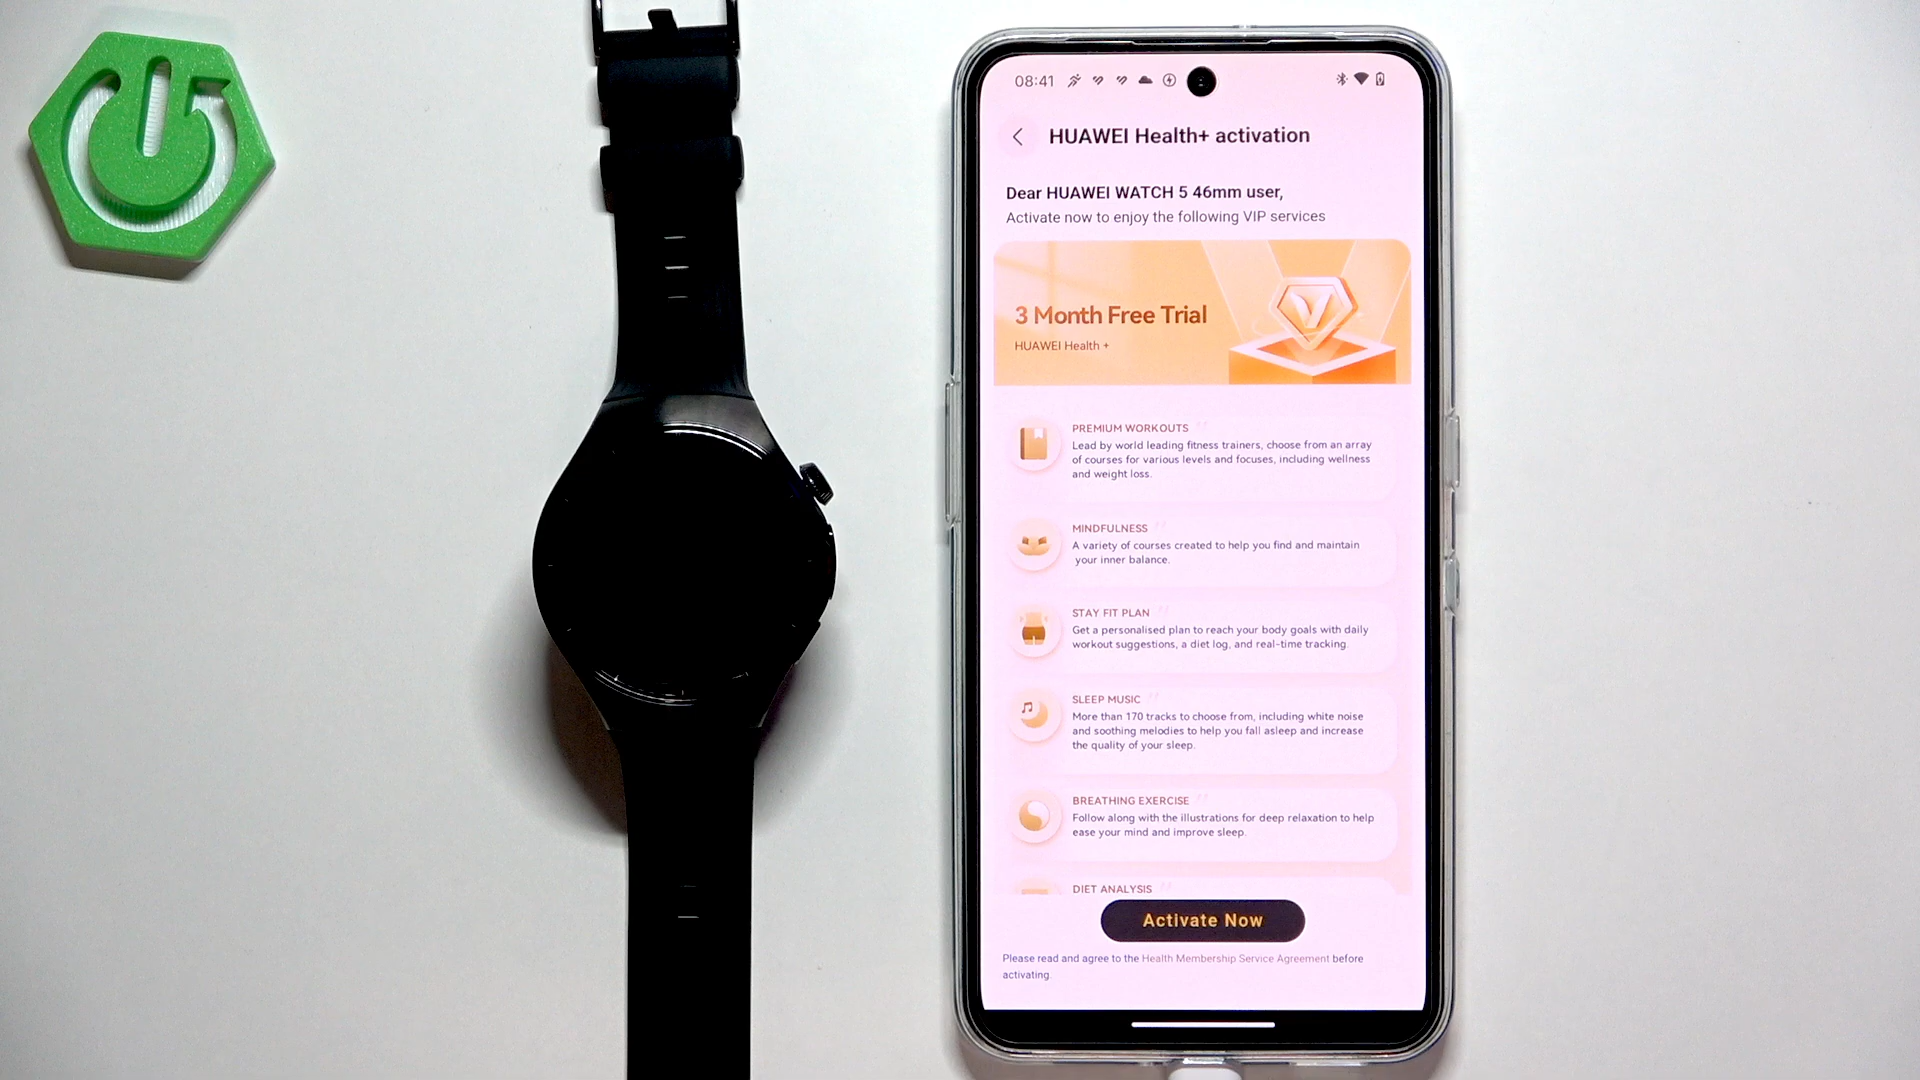 08:41
HUAWEI Health+ activation
Dear HUAWEI WATCH 5 46mm user,
Activate now to enjoy the following VIP services
3 Month Free Trial
HUAWEI Health +
PREMIUM WORKOUTS
Lead by world leading fitness trainers, choose from an array
of courses for various levels and focuses, including wellness
and weight loss.
MINDFULNESS
A variety of courses created to help you find and maintain
your inner balance.
STAY FIT PLAN
Get a personalised plan to reach your body goals with daily
workout suggestions, a diet log, and real-time tracking.
SLEEP MUSIC
More than 170 tracks to choose from, including white noise
and soothing melodies to help you fall asleep and increase
the quality of your sleep.
BREATHING EXERCISE
Follow along with the illustrations for deep relaxation to help
ease your mind and improve sleep.
DIET ANALYSIS
Activate Now
Please read and agree to the Health Membership Service Agreement before
activating.